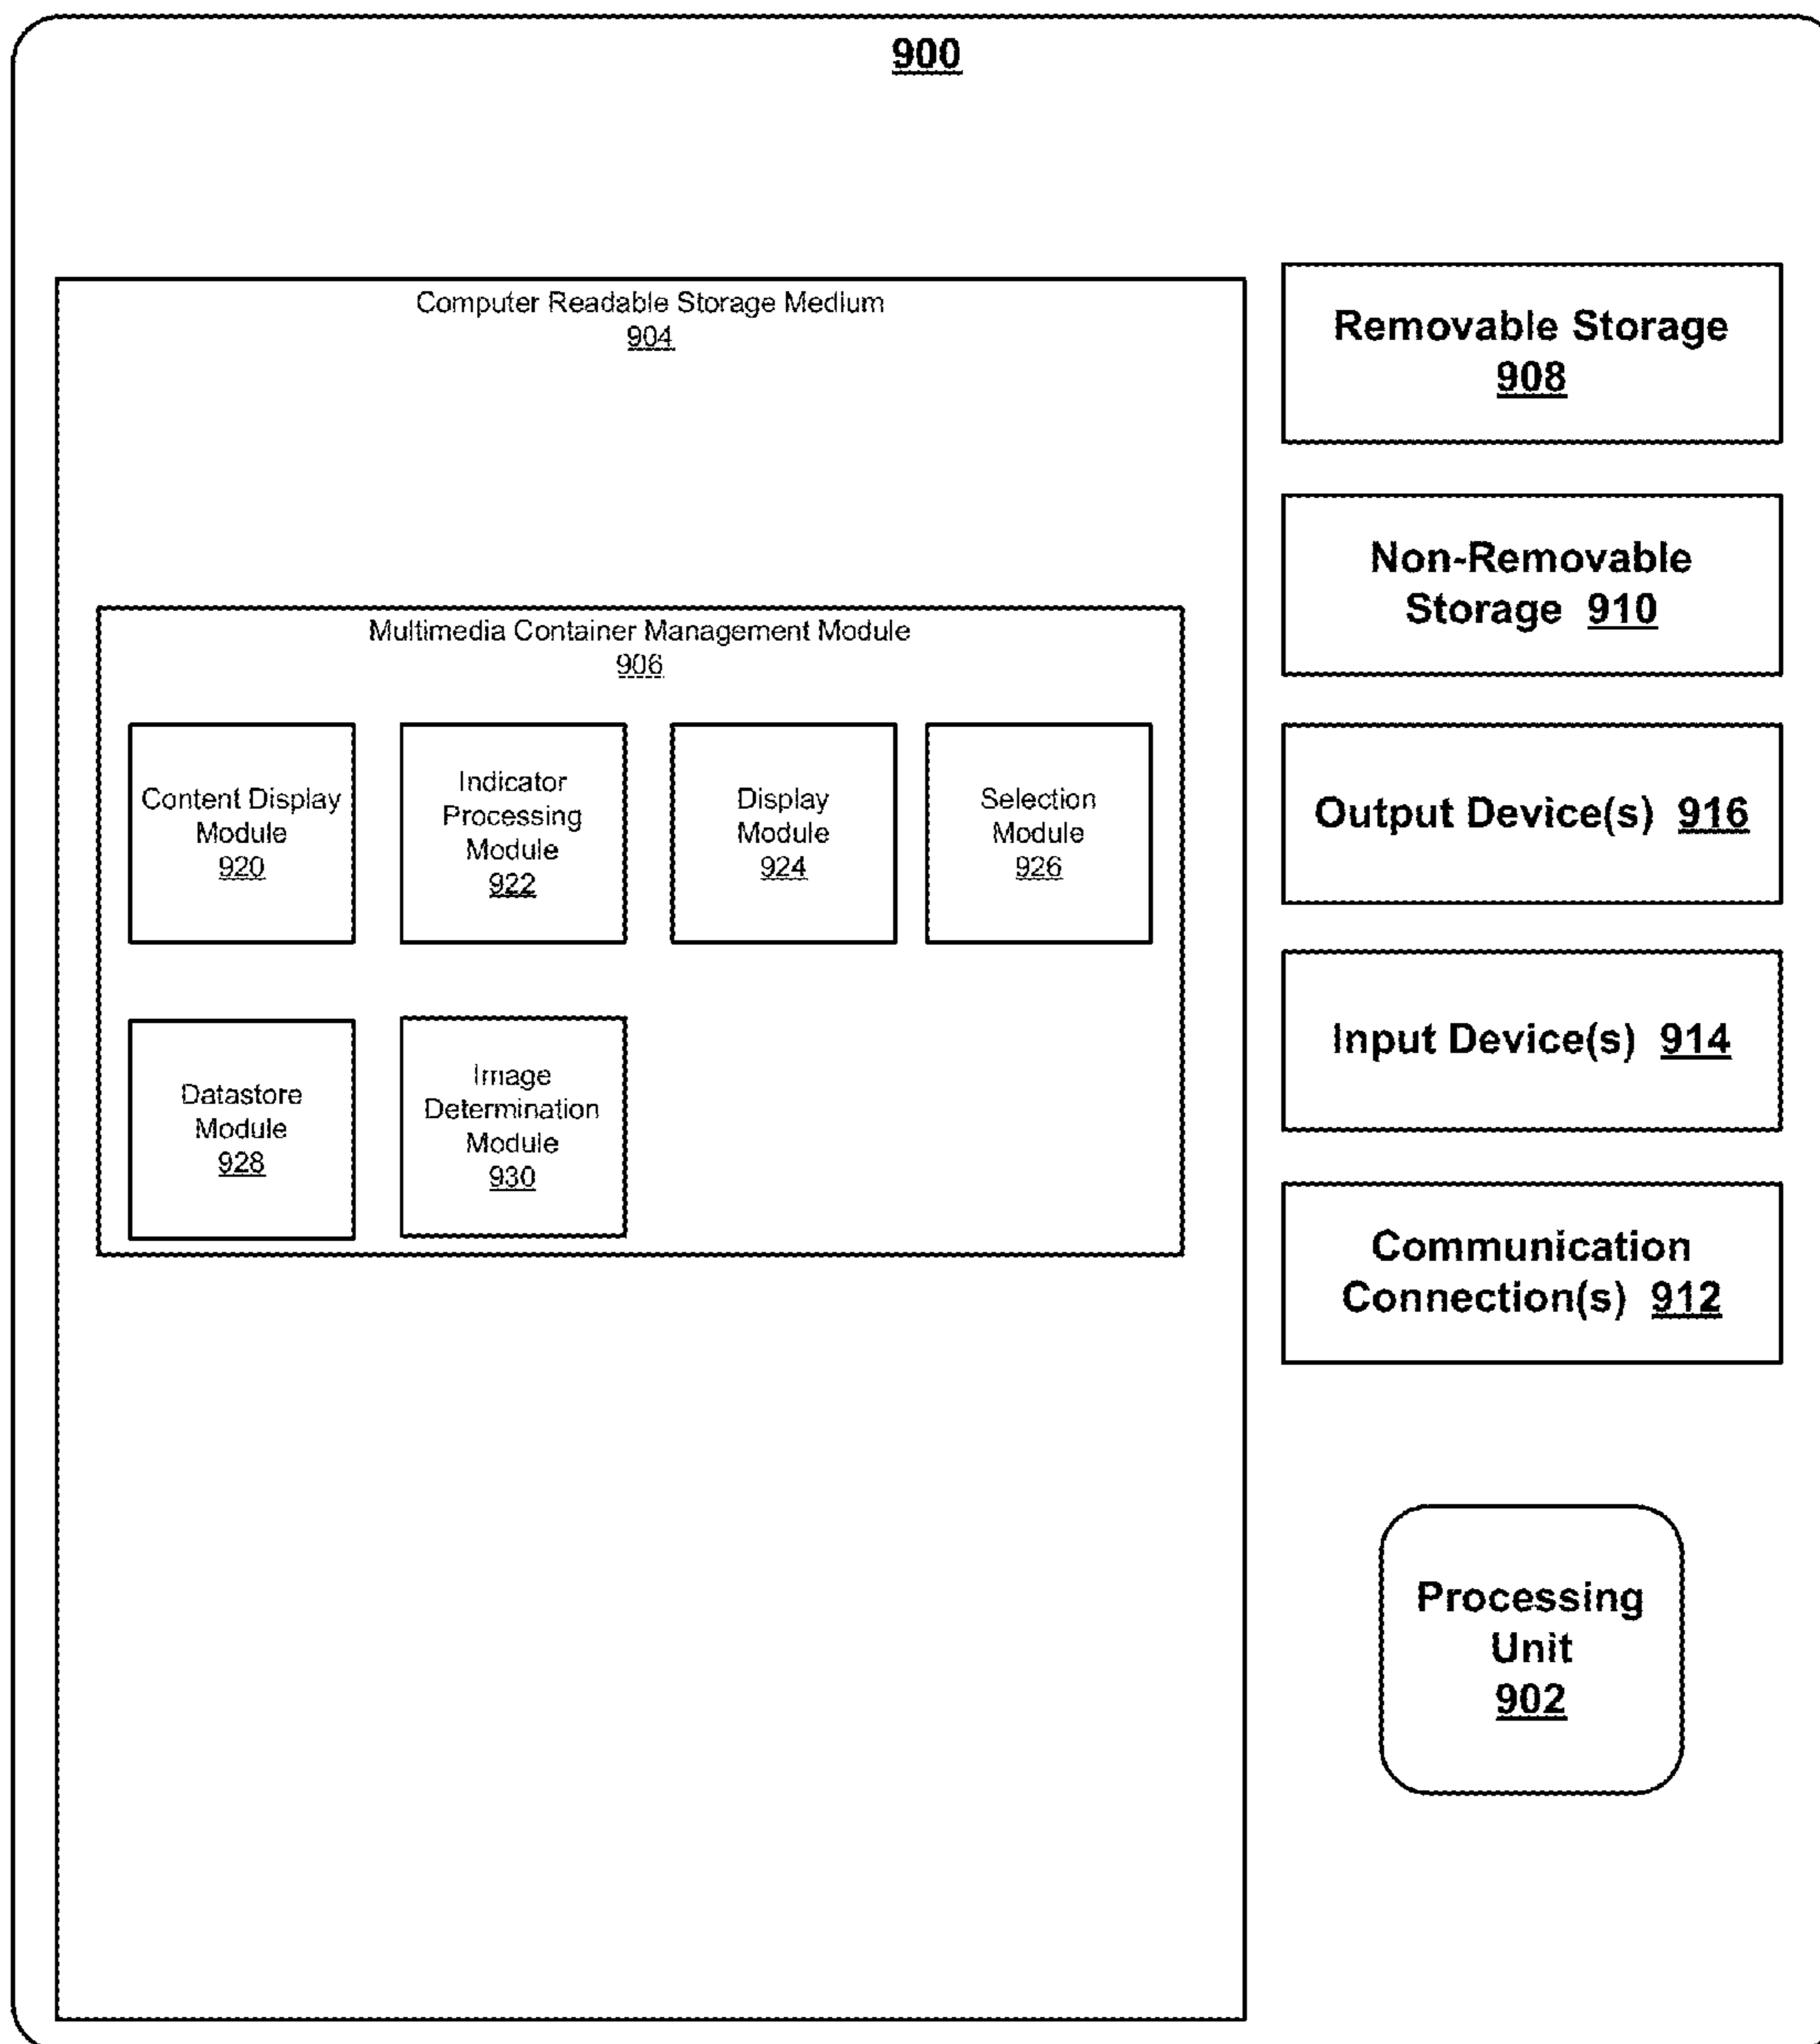 900
Computer Readable Storage Medium
904
Multimedia Container Management Module
906
Content Display
Module
920
Indicator
Processing
Module
922
Display
Module
924
Selection
Module
926
Datastore
Module
928
Image
Determination
Module
930
Removable Storage
908
Non-Removable
Storage 910
Output Device(s) 916
Input Device(s) 914
Communication
Connection(s) 912
Processing
Unit
902